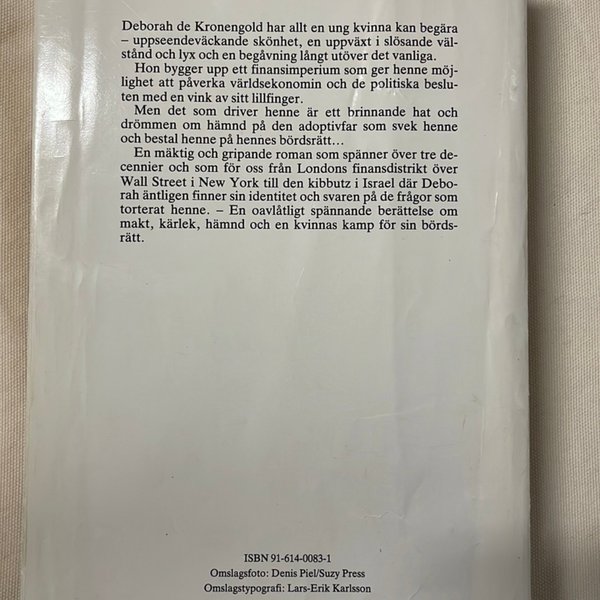 Deborah de Kronengold har allt en ung kvinna kan begära
– uppseendeväckande skönhet, en uppväxt i slösande väl-
stånd och lyx och en begåvning långt utöver det vanliga.
Hon bygger upp ett finansimperium som ger henne möj-
lighet att påverka världsekonomin och de politiska beslu-
ten med en vink av sitt lillfinger.
Men det som driver henne är ett brinnande hat och
drömmen om hämnd på den adoptivfar som svek henne
och bestal henne på hennes bördsrätt...
En mäktig och gripande roman som spänner över tre de-
cennier och som för oss från Londons finansdistrikt över
Wall Street i New York till den kibbutz i Israel där Debo-
rah äntligen finner sin identitet och svaren på de frågor som
torterat henne. – En oavlåtligt spännande berättelse om
makt, kärlek, hämnd och en kvinnas kamp för sin börds-
rätt.
ISBN 91-614-0083-1
Omslagsfoto: Denis Piel/Suzy Press
Omslagstypografi: Lars-Erik Karlsson